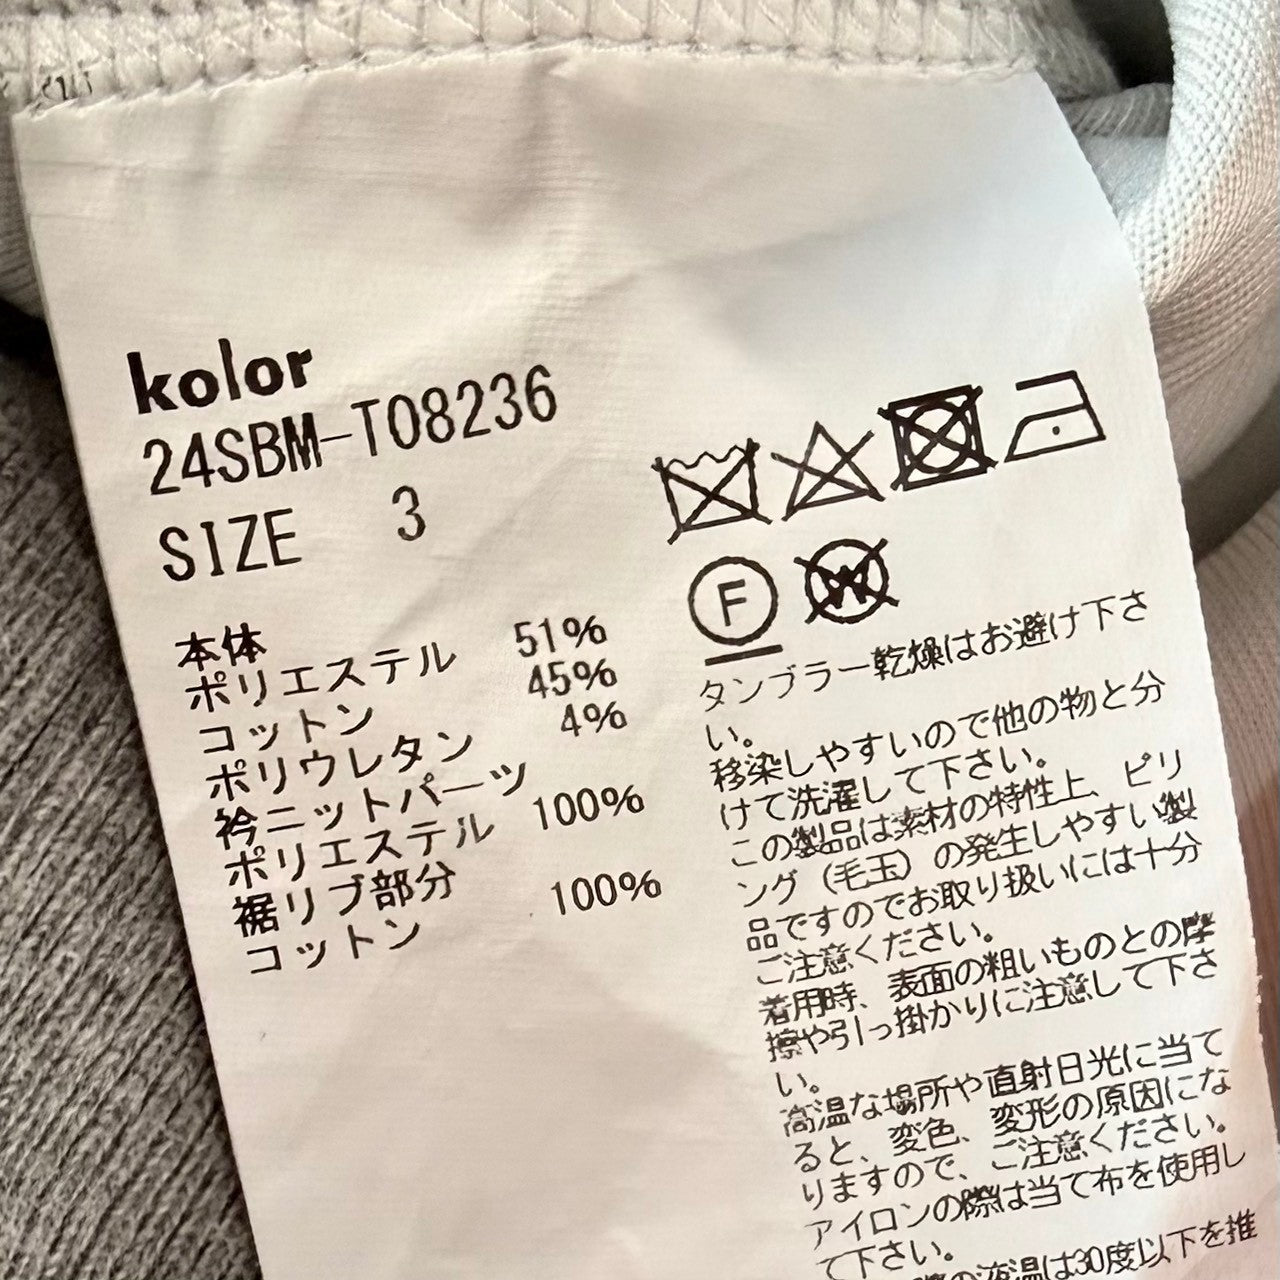 kolor
24SBM-T08236
SIZE 3
本体
ポリエステル 51%
コットン 45%
ポリウレタン 4%
衿ニットパーツ
ポリエステル 100%
裾リブ部分
コットン 100%
F
W
タンブラー乾燥はお避け下さ
い。
移染しやすいので他の物と分
けて洗濯して下さい。
この製品は素材の特性上、ピリ
ング(毛玉)の発生しやすい製
品ですのでお取り扱いには十分
ご注意ください。
着用時、表面の粗いものとの摩
擦や引っ掛かりに注意して下さ
い。
高温な場所や直射日光に当て
ると、変色、変形の原因にな
りますので、ご注意ください。
アイロンの際は当て布を使用し
て下さい。
の液温は30度以下を推